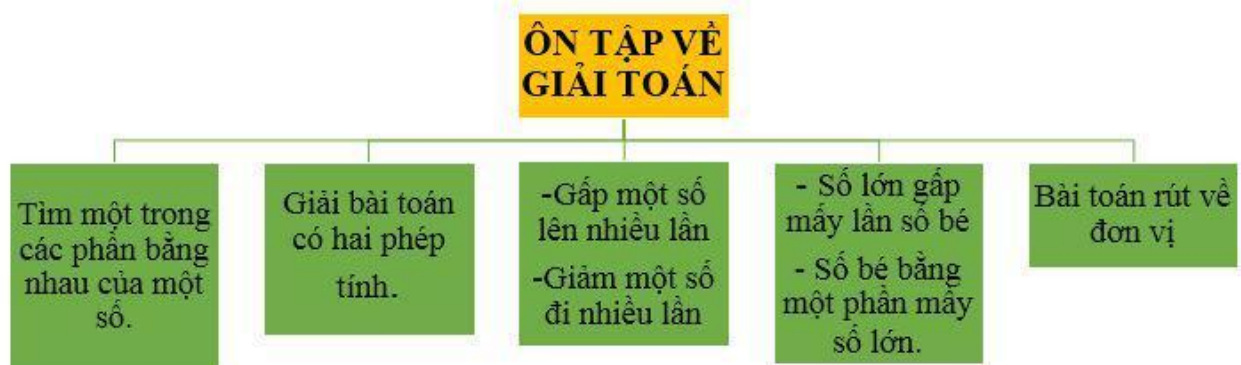 ÔN TẬP VỀ
GIẢI TOÁN
Tìm một trong
các phần bằng
nhau của một
số.
Giải bài toán
có hai phép
tính.
-Gấp một số
lên nhiều lần
-Giảm một số
đi nhiều lần
- Số lớn gấp
mấy lần số bé
- Số bé bằng
một phần mấy
số lớn.
Bài toán rút về
đơn vị